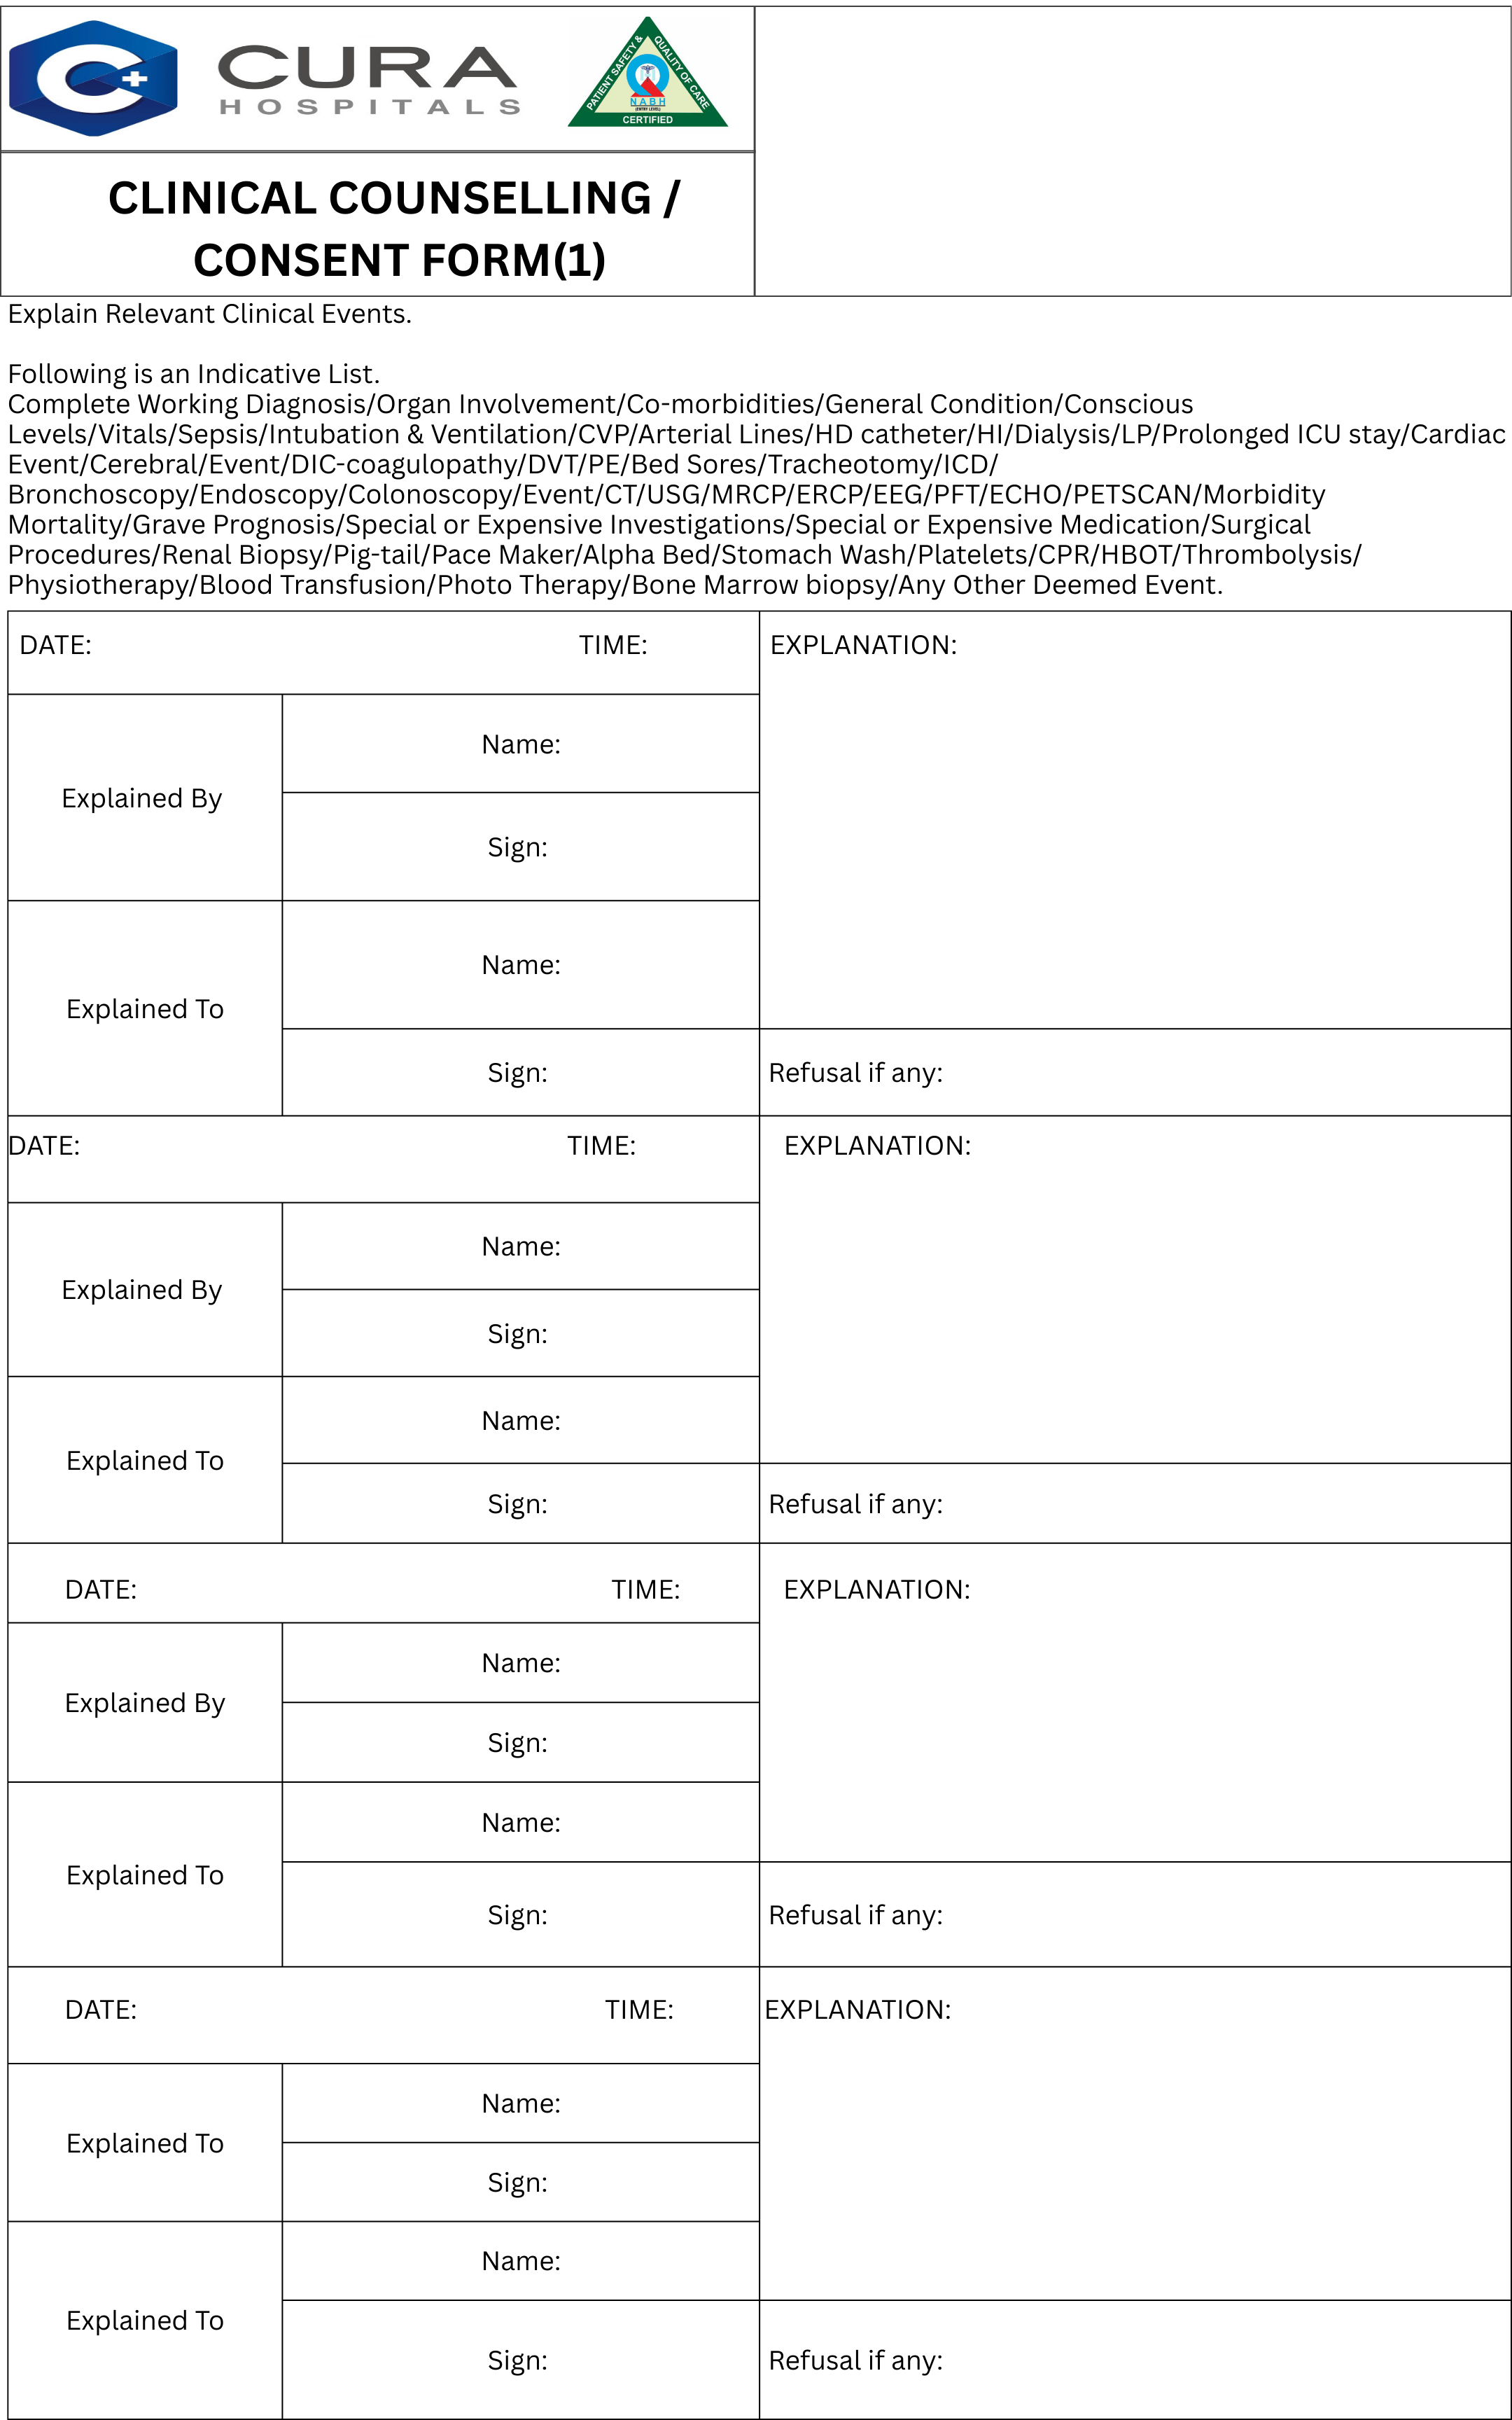 CURA
HOSPITALS
PATIENT SAFETY & QUALITY OF CARE
NABH
(ENTRY LEVEL)
CERTIFIED
CLINICAL COUNSELLING /
CONSENT FORM(1)
Explain Relevant Clinical Events.
Following is an Indicative List.
Complete Working Diagnosis/Organ Involvement/Co-morbidities/General Condition/Conscious
Levels/Vitals/Sepsis/Intubation & Ventilation/CVP/Arterial Lines/HD catheter/HI/Dialysis/LP/Prolonged ICU stay/Cardiac
Event/Cerebral/Event/DIC-coagulopathy/DVT/PE/Bed Sores/Tracheotomy/ICD/
Bronchoscopy/Endoscopy/Colonoscopy/Event/CT/USG/MRCP/ERCP/EEG/PFT/ECHO/PETSCAN/Morbidity
Mortality/Grave Prognosis/Special or Expensive Investigations/Special or Expensive Medication/Surgical
Procedures/Renal Biopsy/Pig-tail/Pace Maker/Alpha Bed/Stomach Wash/Platelets/CPR/HBOT/Thrombolysis/
Physiotherapy/Blood Transfusion/Photo Therapy/Bone Marrow biopsy/Any Other Deemed Event.
DATE: TIME: EXPLANATION:
Name:
Explained By
Sign:
Name:
Explained To
Sign: Refusal if any:
DATE: TIME: EXPLANATION:
Name:
Explained By
Sign:
Name:
Explained To
Sign: Refusal if any:
DATE: TIME: EXPLANATION:
Name:
Explained By
Sign:
Name:
Explained To
Sign: Refusal if any:
DATE: TIME: EXPLANATION:
Name:
Explained To
Sign:
Name:
Explained To
Sign: Refusal if any: